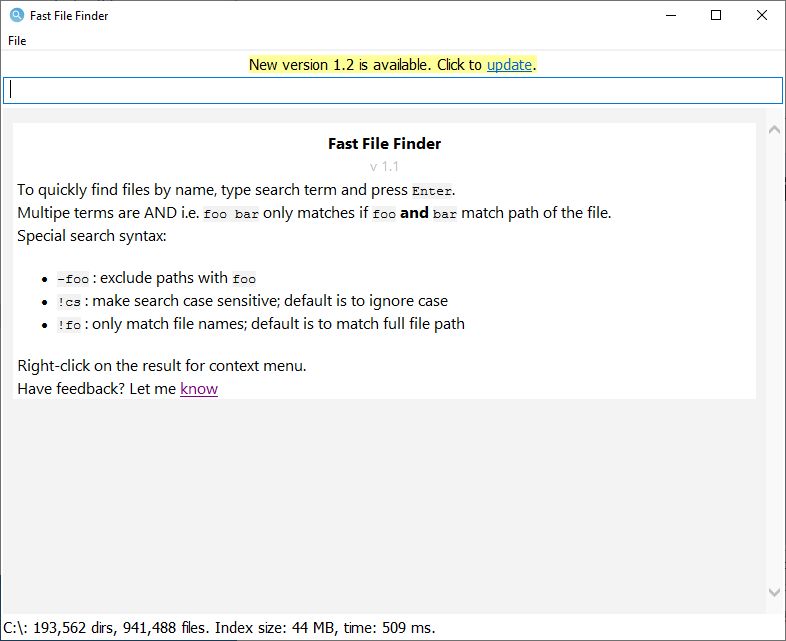 Fast File Finder
File
New version 1.2 is available. Click to update.
Fast File Finder
v 1.1
To quickly find files by name, type search term and press Enter.
Multipe terms are AND i.e. foo bar only matches if foo and bar match path of the file.
Special search syntax:
• -foo : exclude paths with foo
• !cs : make search case sensitive; default is to ignore case
• !fo : only match file names; default is to match full file path
Right-click on the result for context menu.
Have feedback? Let me know
C:\: 193,562 dirs, 941,488 files. Index size: 44 MB, time: 509 ms.